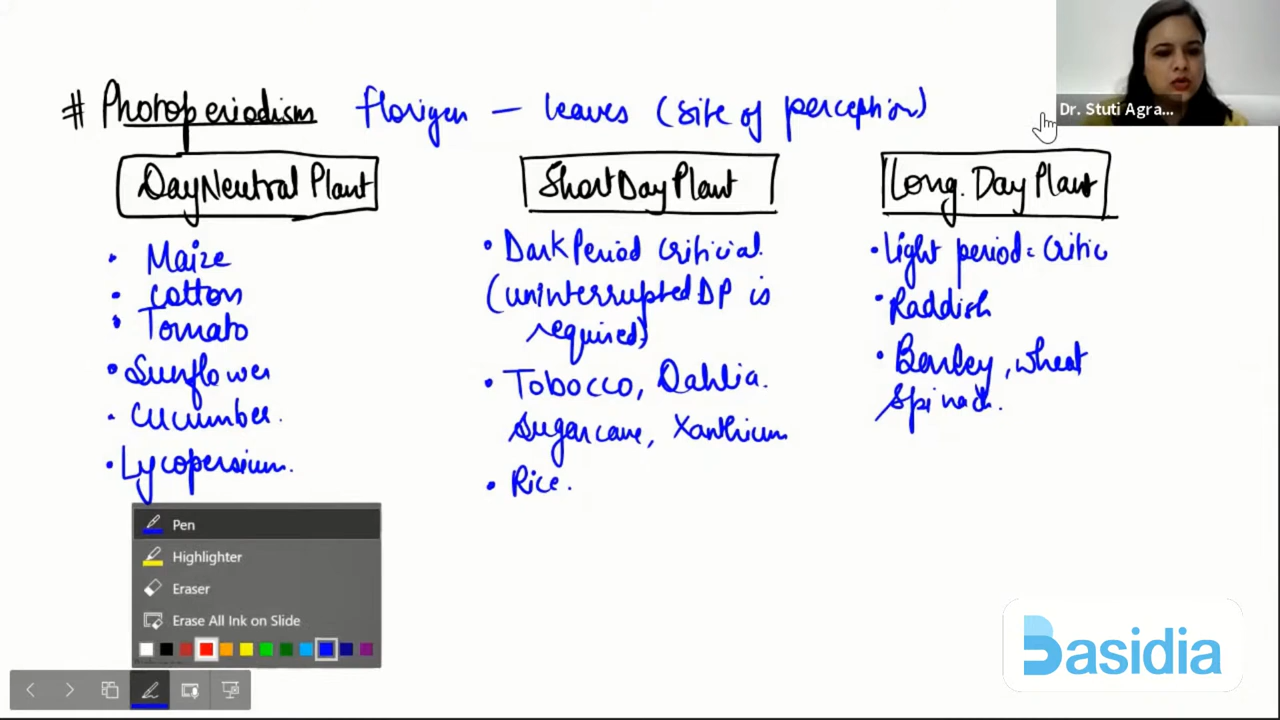 # Photoperiodism florigen — leaves (site of perception)
Dr. Stuti Agra...
Day Neutral Plant
• Maize
• Cotton
• Tomato
• Sunflower
• Cucumber.
• Lycopersium.
Short Day Plant
• Dark Period Criticial.
(uninterrupted DP is
required)
• Tobocco, Dahlia.
Sugarcane, Xanthium
• Rice.
Long. Day Plant
• Light period = Critic
• Raddish
• Barley, wheat
Spinach.
Pen
Highlighter
Eraser
Erase All Ink on Slide
Basidia